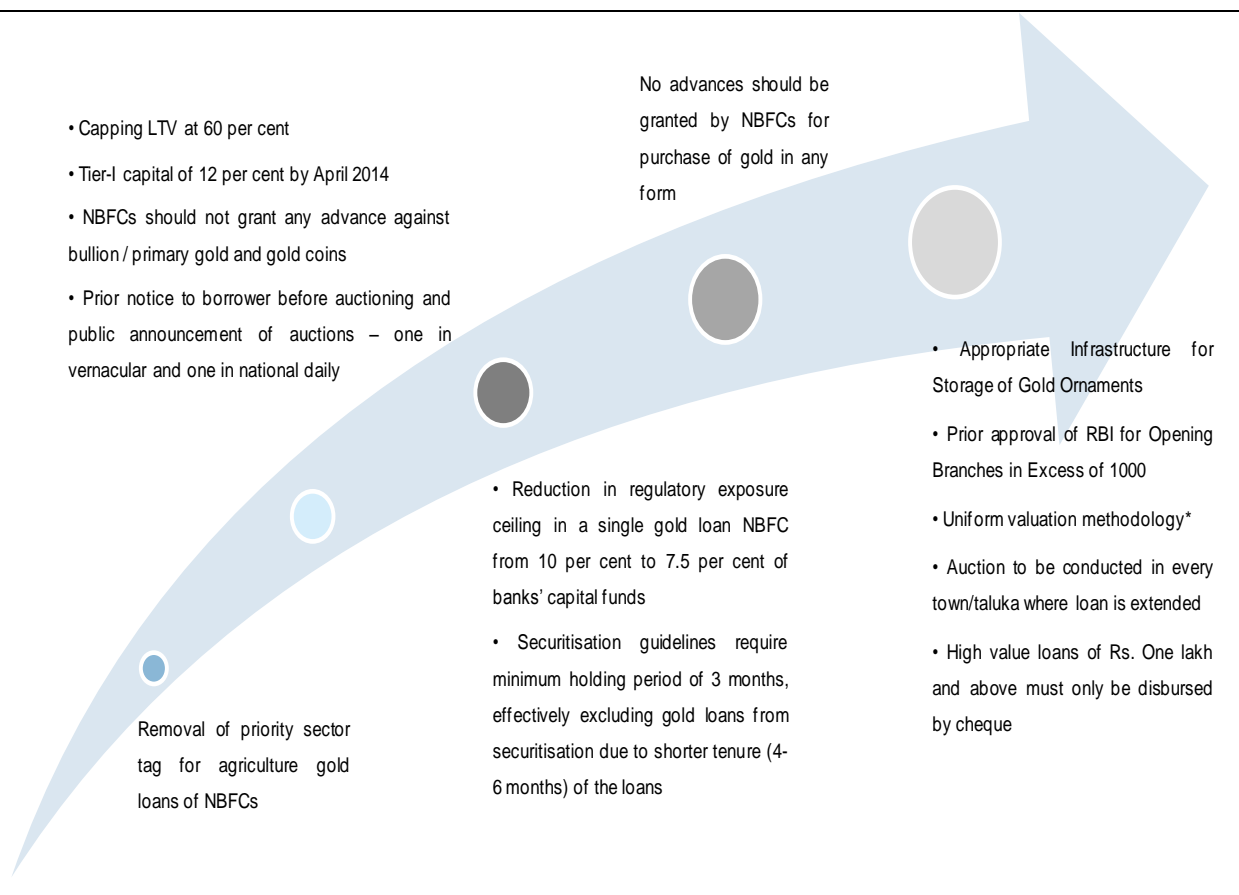 • Capping LTV at 60 per cent
• Tier-I capital of 12 per cent by April 2014
• NBFCs should not grant any advance against
bullion / primary gold and gold coins
• Prior notice to borrower before auctioning and
public announcement of auctions – one in
vernacular and one in national daily
No advances should be
granted by NBFCs for
purchase of gold in any
form
Removal of priority sector
tag for agriculture gold
loans of NBFCs
• Reduction in regulatory exposure
ceiling in a single gold loan NBFC
from 10 per cent to 7.5 per cent of
banks' capital funds
• Securitisation guidelines require
minimum holding period of 3 months,
effectively excluding gold loans from
securitisation due to shorter tenure (4-
6 months) of the loans
• Appropriate Infrastructure for
Storage of Gold Ornaments
• Prior approval of RBI for Opening
Branches in Excess of 1000
• Uniform valuation methodology*
• Auction to be conducted in every
town/taluka where loan is extended
• High value loans of Rs. One lakh
and above must only be disbursed
by cheque